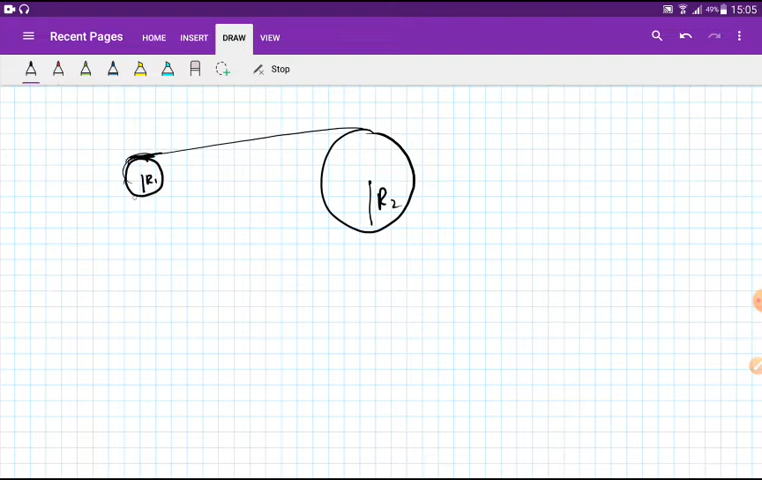 49% 15:05
Recent Pages HOME INSERT DRAW VIEW
Stop
R₁
R₂